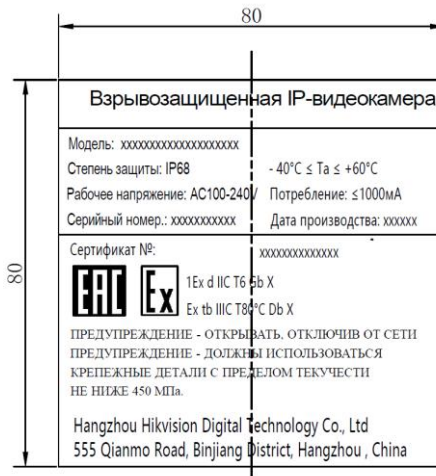 80
80
Взрывозащищенная IP-видеокамера
Модель: xxxxxxxxxxxxxxxxxxxx
Степень защиты: IP68 - 40°C ≤ Ta ≤ +60°C
Рабочее напряжение: AC100-240V Потребление: ≤1000мА
Серийный номер.: xxxxxxxxxxx Дата производства: xxxxxx
Сертификат №: xxxxxxxxxxxxxx
EAC Ex 1Ex d IIC T6 Gb X
Ex tb IIIC T80°C Db X
ПРЕДУПРЕЖДЕНИЕ - ОТКРЫВАТЬ, ОТКЛЮЧИВ ОТ СЕТИ
ПРЕДУПРЕЖДЕНИЕ - ДОЛЖНЫ ИСПОЛЬЗОВАТЬСЯ
КРЕПЕЖНЫЕ ДЕТАЛИ С ПРЕДЕЛОМ ТЕКУЧЕСТИ
НЕ НИЖЕ 450 МПа.
Hangzhou Hikvision Digital Technology Co., Ltd
555 Qianmo Road, Binjiang District, Hangzhou , China